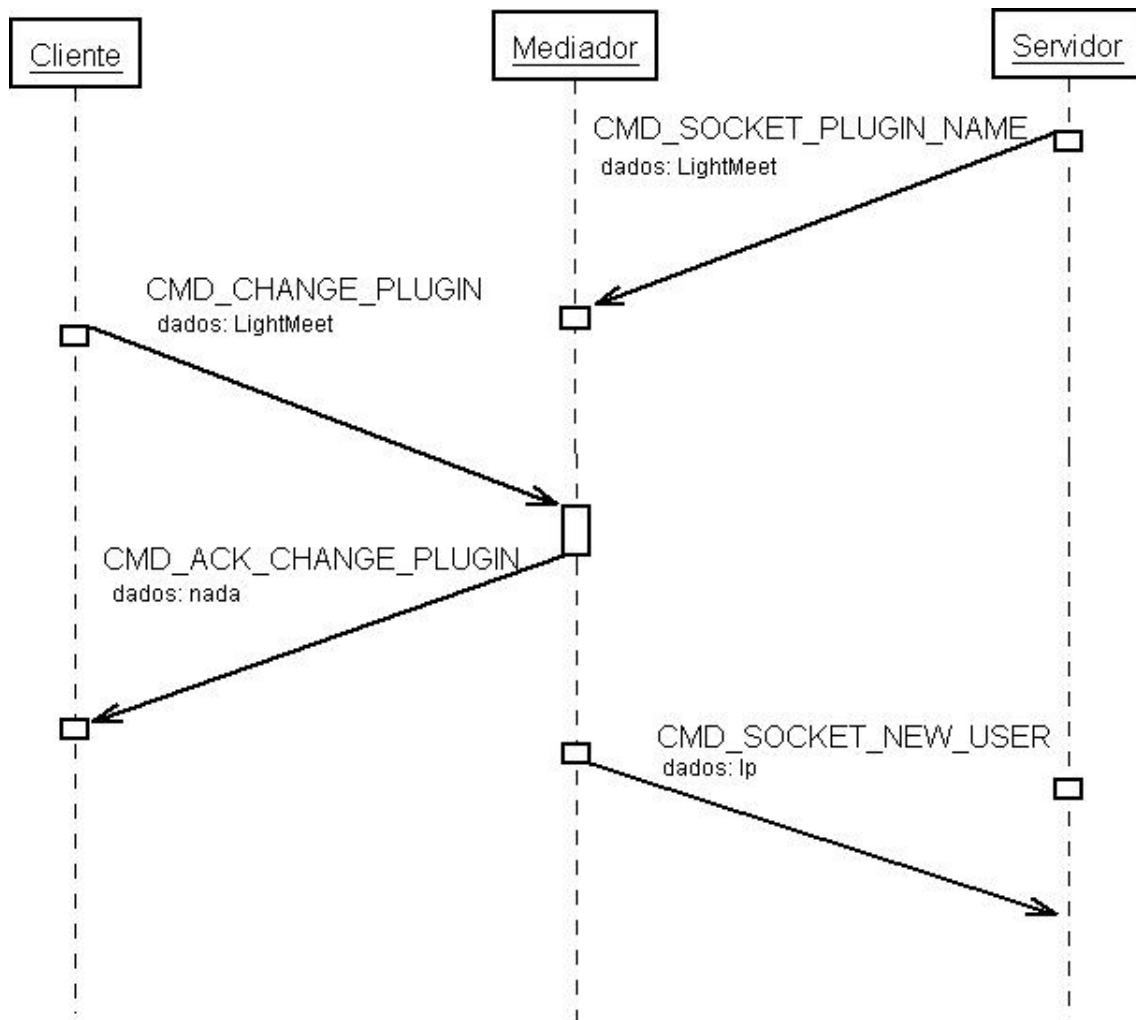 Cliente
Mediador
Servidor
CMD_SOCKET_PLUGIN_NAME
dados: LightMeet
CMD_CHANGE_PLUGIN
dados: LightMeet
CMD_ACK_CHANGE_PLUGIN
dados: nada
CMD_SOCKET_NEW_USER
dados: Ip